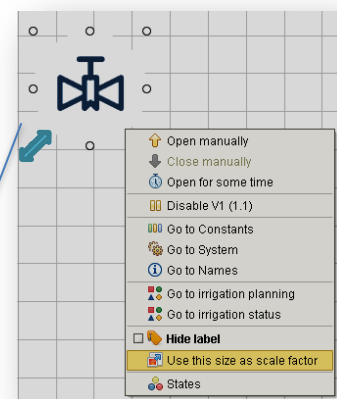 Open manually
Close manually
Open for some time
Disable V1 (1.1)
Go to Constants
Go to System
Go to Names
Go to irrigation planning
Go to irrigation status
Hide label
Use this size as scale factor
States